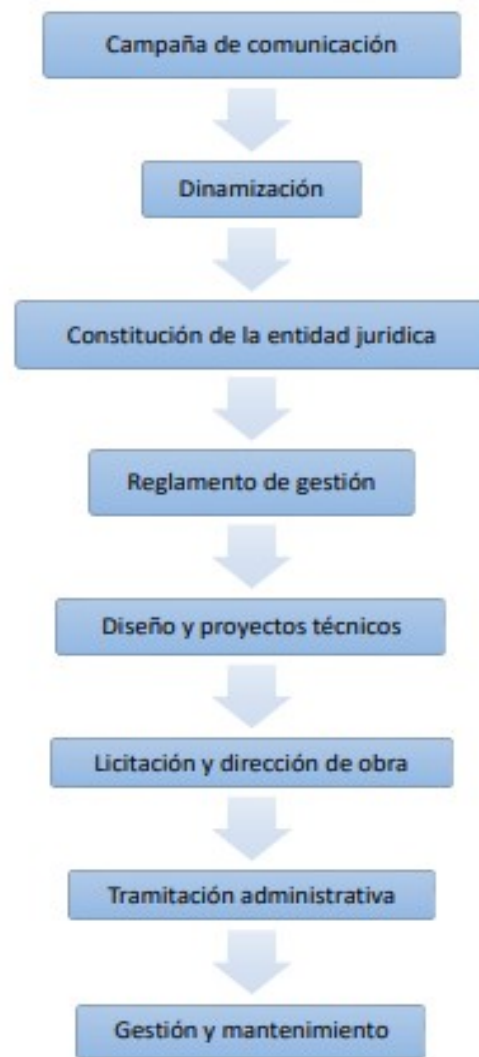 Campaña de comunicación
Dinamización
Constitución de la entidad juridica
Reglamento de gestión
Diseño y proyectos técnicos
Licitación y dirección de obra
Tramitación administrativa
Gestión y mantenimiento